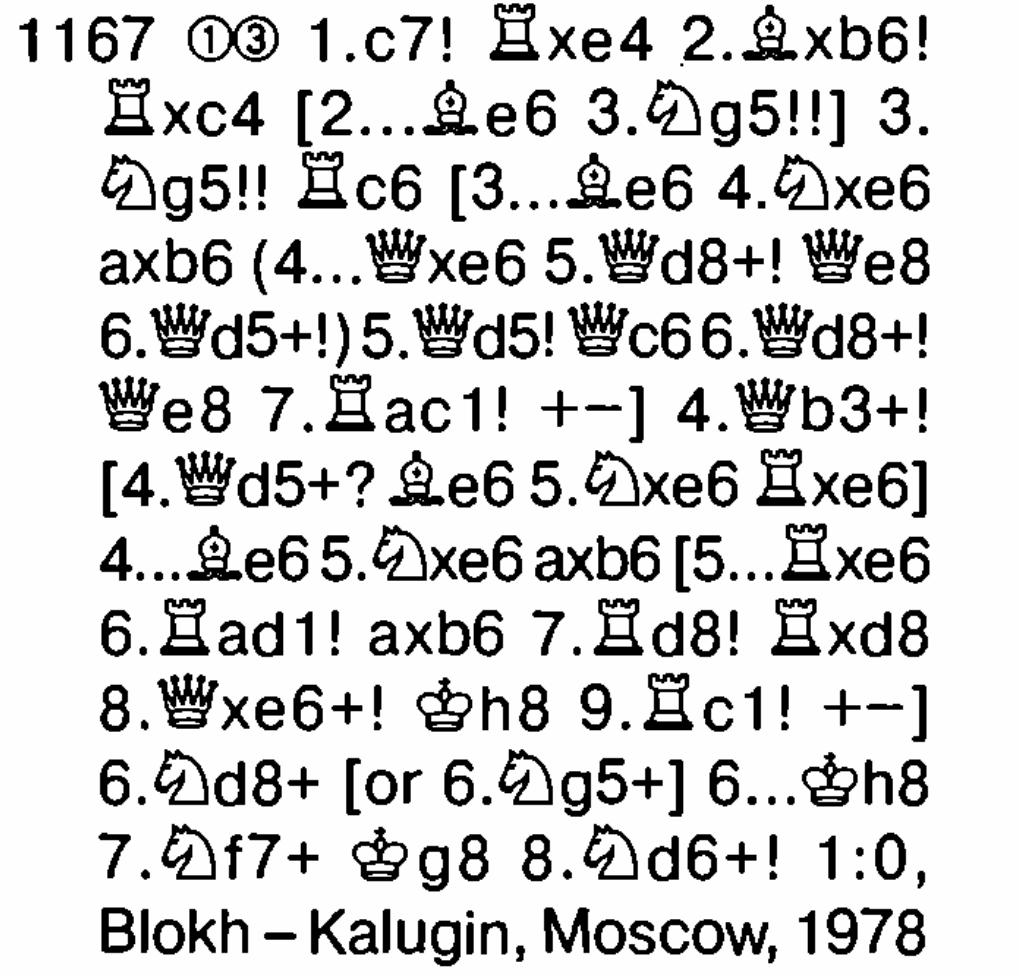 1167 ①③ 1.c7! ♖xe4 2.♗xb6!
♖xc4 [2...♗e6 3.♘g5!!] 3.
♘g5!! ♖c6 [3...♗e6 4.♘xe6
axb6 (4...♕xe6 5.♕d8+! ♕e8
6.♕d5+!) 5.♕d5! ♕c6 6.♕d8+!
♕e8 7.♖ac1! +−] 4.♕b3+!
[4.♕d5+? ♗e6 5.♘xe6 ♖xe6]
4...♗e6 5.♘xe6 axb6 [5...♖xe6
6.♖ad1! axb6 7.♖d8! ♖xd8
8.♕xe6+! ♔h8 9.♖c1! +−]
6.♘d8+ [or 6.♘g5+] 6...♔h8
7.♘f7+ ♔g8 8.♘d6+! 1:0,
Blokh – Kalugin, Moscow, 1978